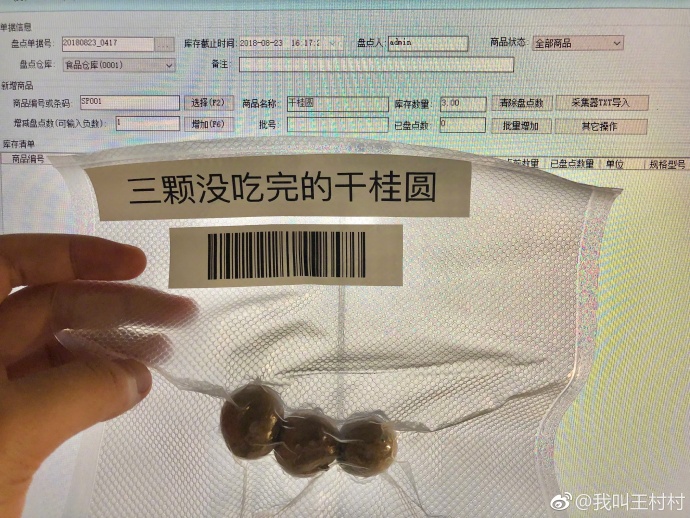 单据信息
盘点单据号: 20180823_0417 ... 库存截止时间: 2018-08-23 16:17:2 盘点人: admin 商品状态: 全部商品
盘点仓库: 食品仓库(0001) 备注:
新增商品
商品编号或条码: SP001 选择(F2) 商品名称: 干桂圆 库存数量: 3.00 清除盘点数 采集器TXT导入
增减盘点数(可输入负数): 1 增加(F6) 批号: 已盘点数: 0 批量增加 其它操作
库存清单
商品编号 前数量 已盘点数量 单位 规格型号
三颗没吃完的干桂圆
@我叫王村村